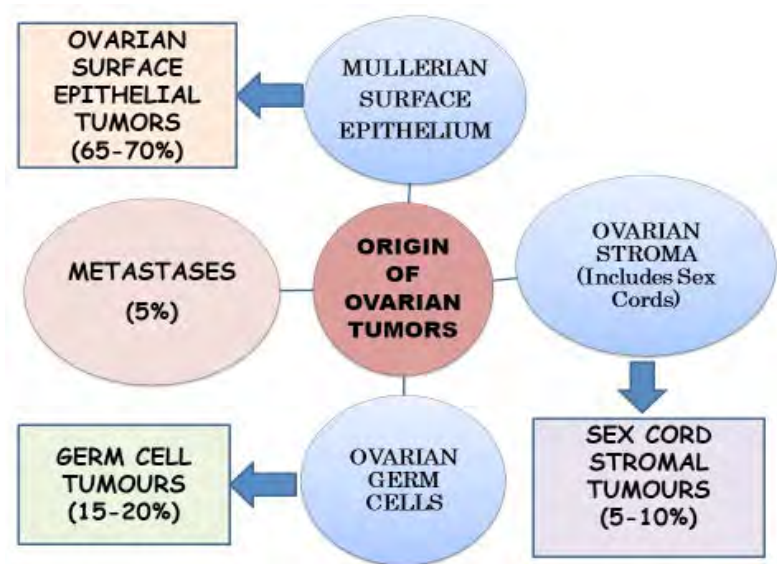 OVARIAN
SURFACE
EPITHELIAL
TUMORS
(65-70%)
MULLERIAN
SURFACE
EPITHELIUM
METASTASES
(5%)
ORIGIN
OF
OVARIAN
TUMORS
OVARIAN
STROMA
(Includes Sex
Cords)
GERM CELL
TUMOURS
(15-20%)
OVARIAN
GERM
CELLS
SEX CORD
STROMAL
TUMOURS
(5-10%)